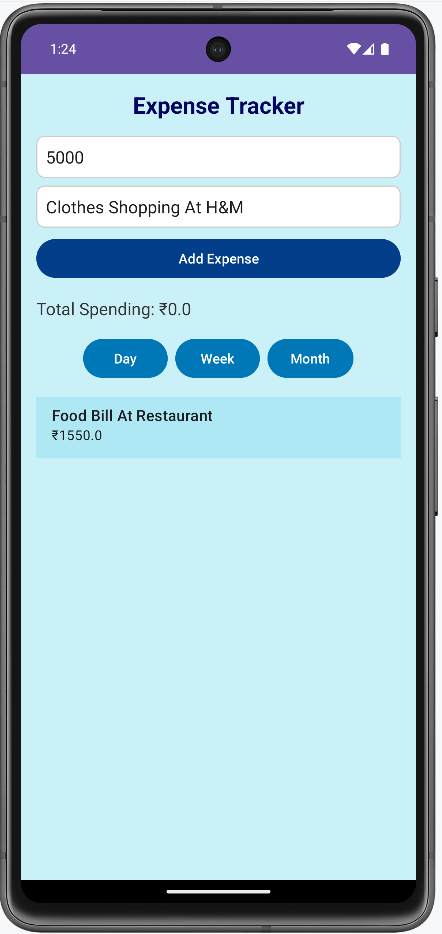 1:24
Expense Tracker
5000
Clothes Shopping At H&M
Add Expense
Total Spending: ₹0.0
Day Week Month
Food Bill At Restaurant
₹1550.0